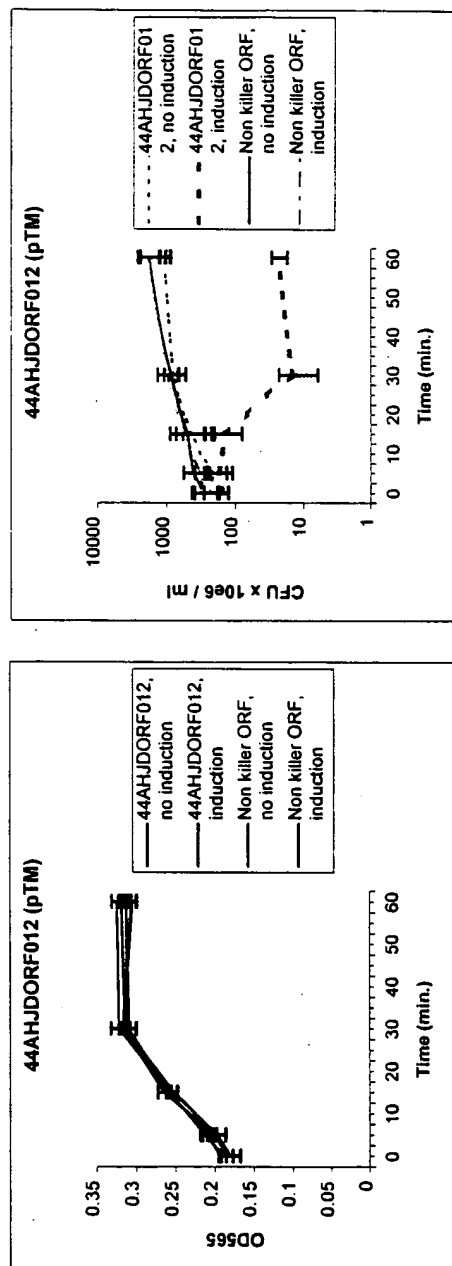 44AHJDORF012 (pTM)
OD565
0.35
0.3
0.25
0.2
0.15
0.1
0.05
0
0
10
20
30
40
50
60
Time (min.)
44AHJDORF012,
no induction
44AHJDORF012,
induction
Non killer ORF,
no induction
Non killer ORF,
induction
44AHJDORF012 (pTM)
CFU x 10e6 / ml
10000
1000
100
10
1
0
10
20
30
40
50
60
Time (min.)
44AHJDORF01
2, no induction
44AHJDORF01
2, induction
Non killer ORF,
no induction
Non killer ORF,
induction